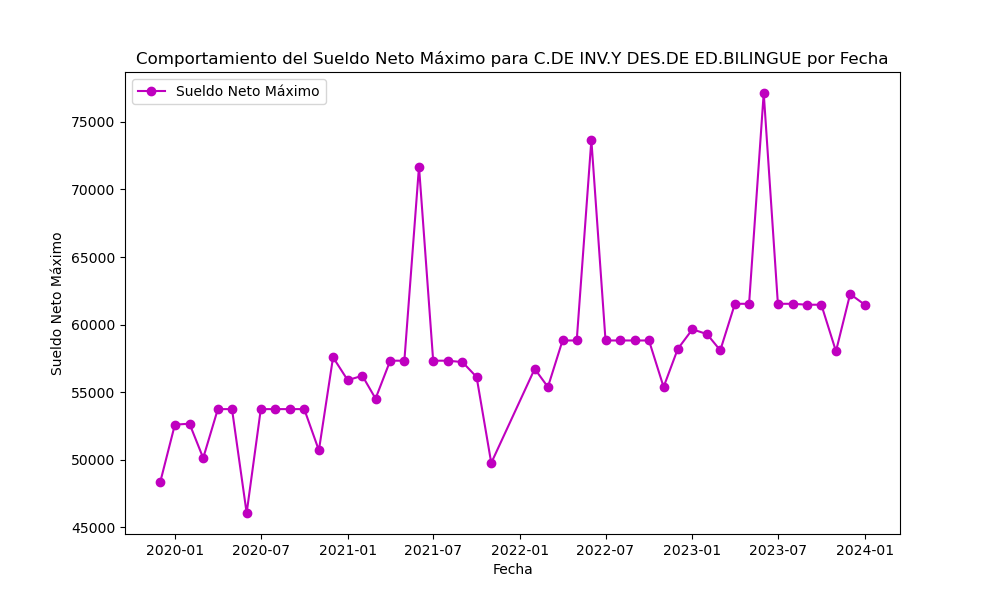 Comportamiento del Sueldo Neto Máximo para C.DE INV.Y DES.DE ED.BILINGUE por Fecha
Sueldo Neto Máximo
Sueldo Neto Máximo
75000
70000
65000
60000
55000
50000
45000
2020-01 2020-07 2021-01 2021-07 2022-01 2022-07 2023-01 2023-07 2024-01
Fecha